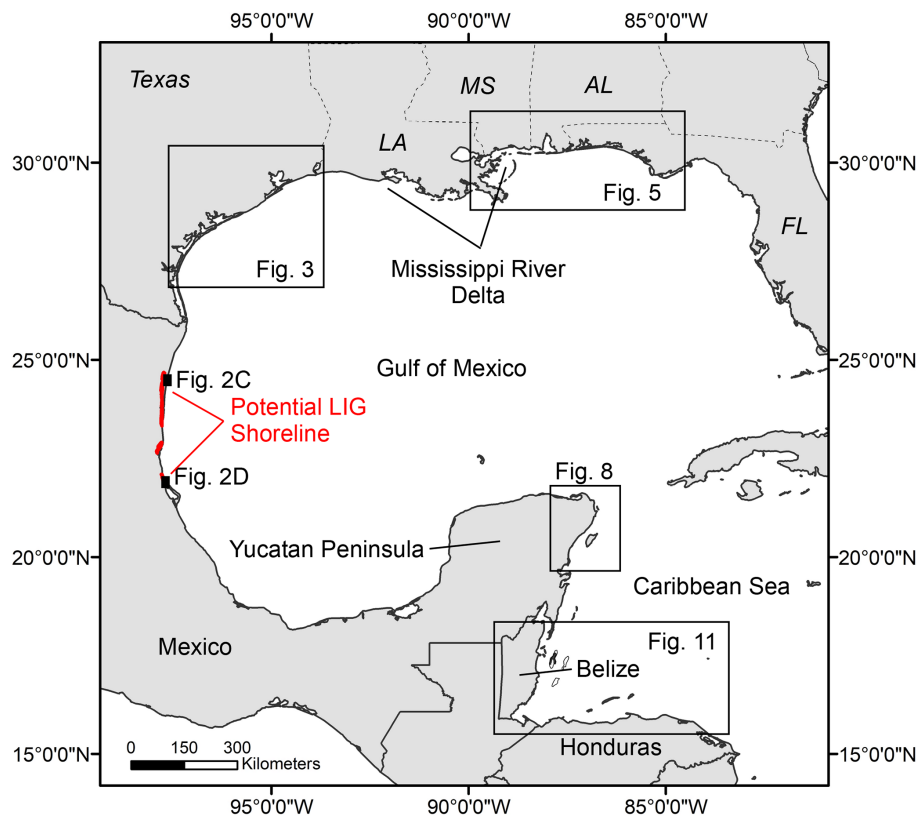 95°0'0"W 90°0'0"W 85°0'0"W
Texas
MS
AL
LA
30°0'0"N
30°0'0"N
Fig. 5
FL
Fig. 3
Mississippi River
Delta
25°0'0"N
25°0'0"N
Gulf of Mexico
Fig. 2C
Potential LIG
Shoreline
Fig. 2D
Fig. 8
Yucatan Peninsula
20°0'0"N
20°0'0"N
Caribbean Sea
Mexico
Fig. 11
Belize
Honduras
15°0'0"N
15°0'0"N
0 150 300
Kilometers
95°0'0"W 90°0'0"W 85°0'0"W